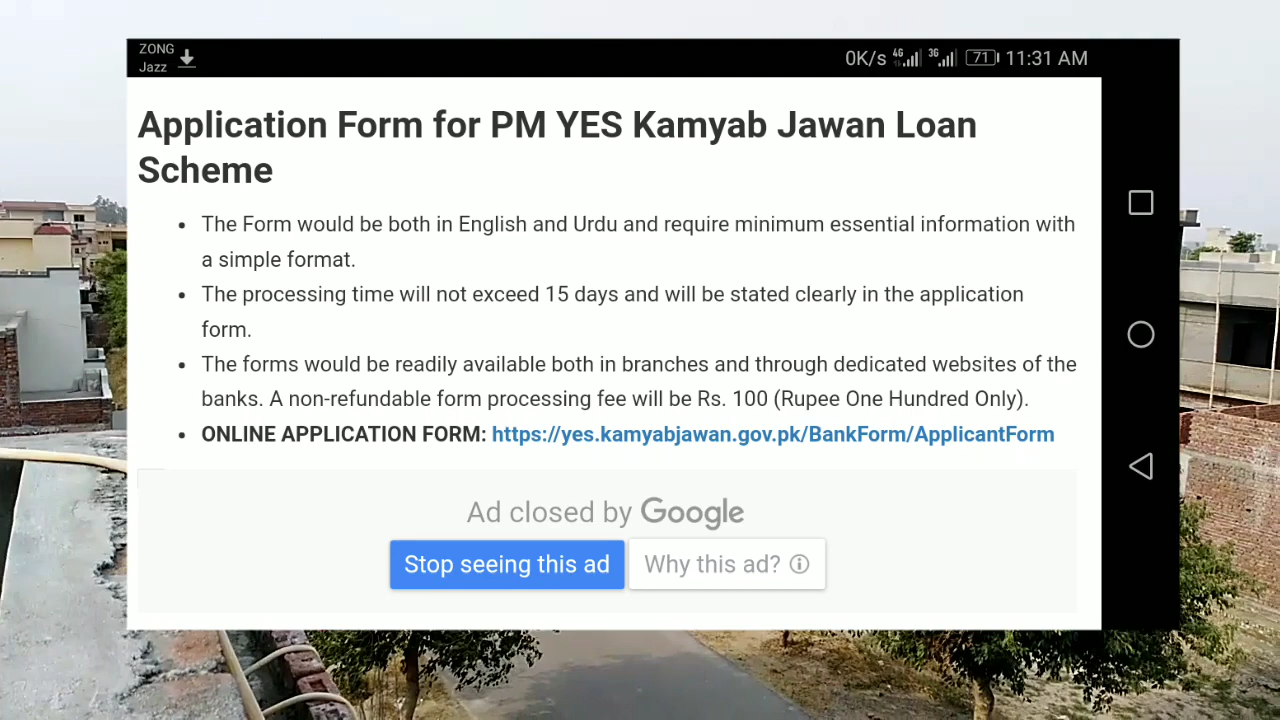 ZONG
Jazz
0K/s 4G 3G 71 11:31 AM
Application Form for PM YES Kamyab Jawan Loan
Scheme
• The Form would be both in English and Urdu and require minimum essential information with
a simple format.
• The processing time will not exceed 15 days and will be stated clearly in the application
form.
• The forms would be readily available both in branches and through dedicated websites of the
banks. A non-refundable form processing fee will be Rs. 100 (Rupee One Hundred Only).
• ONLINE APPLICATION FORM: https://yes.kamyabjawan.gov.pk/BankForm/ApplicantForm
Ad closed by Google
Stop seeing this ad
Why this ad?